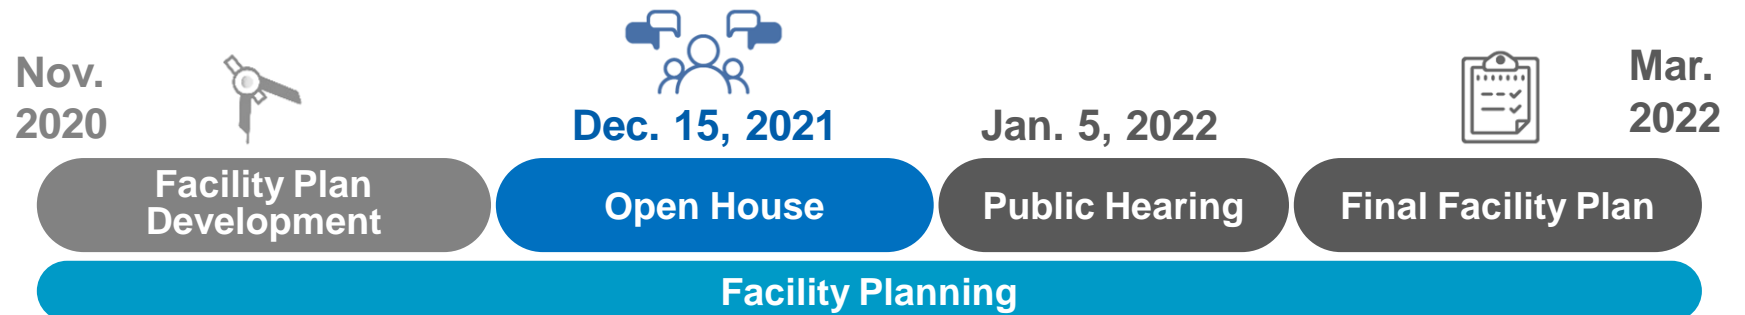 Nov.
2020
Dec. 15, 2021
Jan. 5, 2022
Mar.
2022
Facility Plan
Development
Open House
Public Hearing
Final Facility Plan
Facility Planning